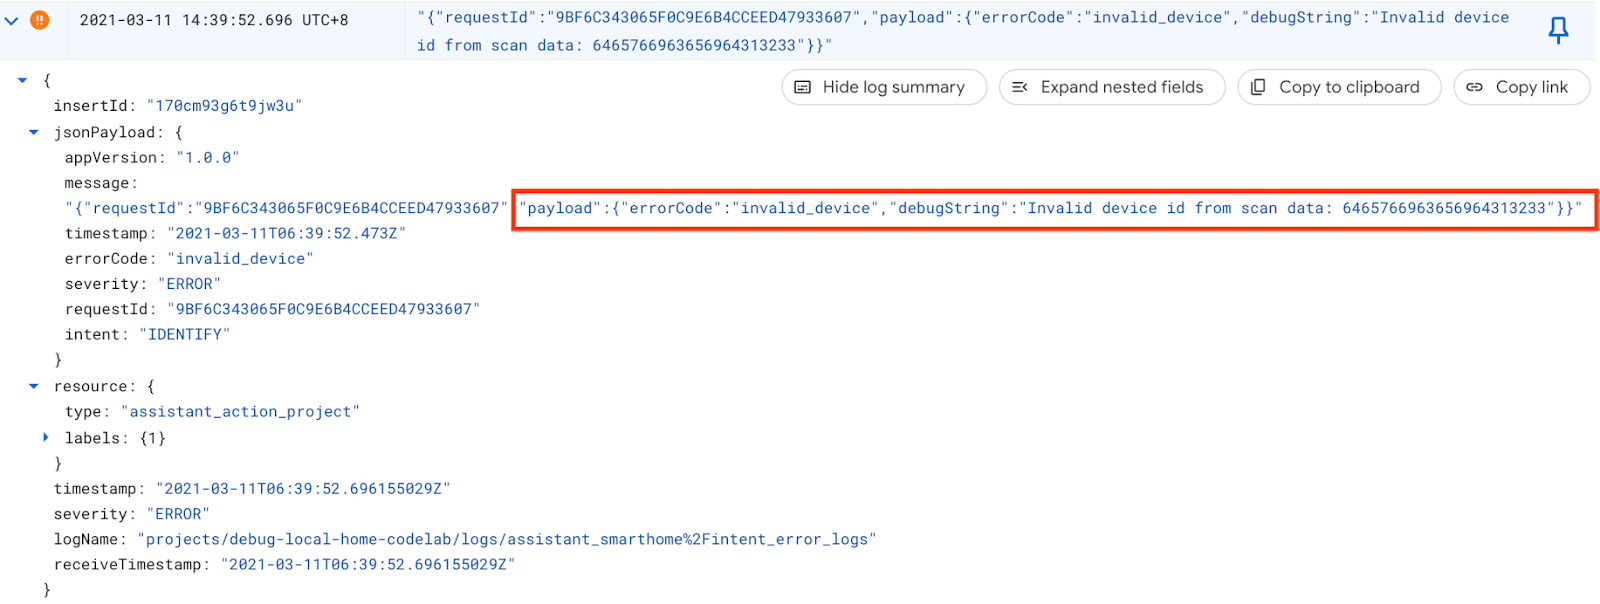 2021-03-11 14:39:52.696 UTC+8
"{"requestId":"9BF6C343065F0C9E6B4CCEED47933607","payload":{"errorCode":"invalid_device","debugString":"Invalid device
id from scan data: 6465766963656964313233"}}"
{
Hide log summary
Expand nested fields
Copy to clipboard
Copy link
insertId: "170cm93g6t9jw3u"
jsonPayload: {
appVersion: "1.0.0"
message:
"{"requestId":"9BF6C343065F0C9E6B4CCEED47933607" "payload":{"errorCode":"invalid_device","debugString":"Invalid device id from scan data: 6465766963656964313233"}}"
timestamp: "2021-03-11T06:39:52.473Z"
errorCode: "invalid_device"
severity: "ERROR"
requestId: "9BF6C343065F0C9E6B4CCEED47933607"
intent: "IDENTIFY"
}
resource: {
type: "assistant_action_project"
labels: {1}
}
timestamp: "2021-03-11T06:39:52.696155029Z"
severity: "ERROR"
logName: "projects/debug-local-home-codelab/logs/assistant_smarthome%2Fintent_error_logs"
receiveTimestamp: "2021-03-11T06:39:52.696155029Z"
}